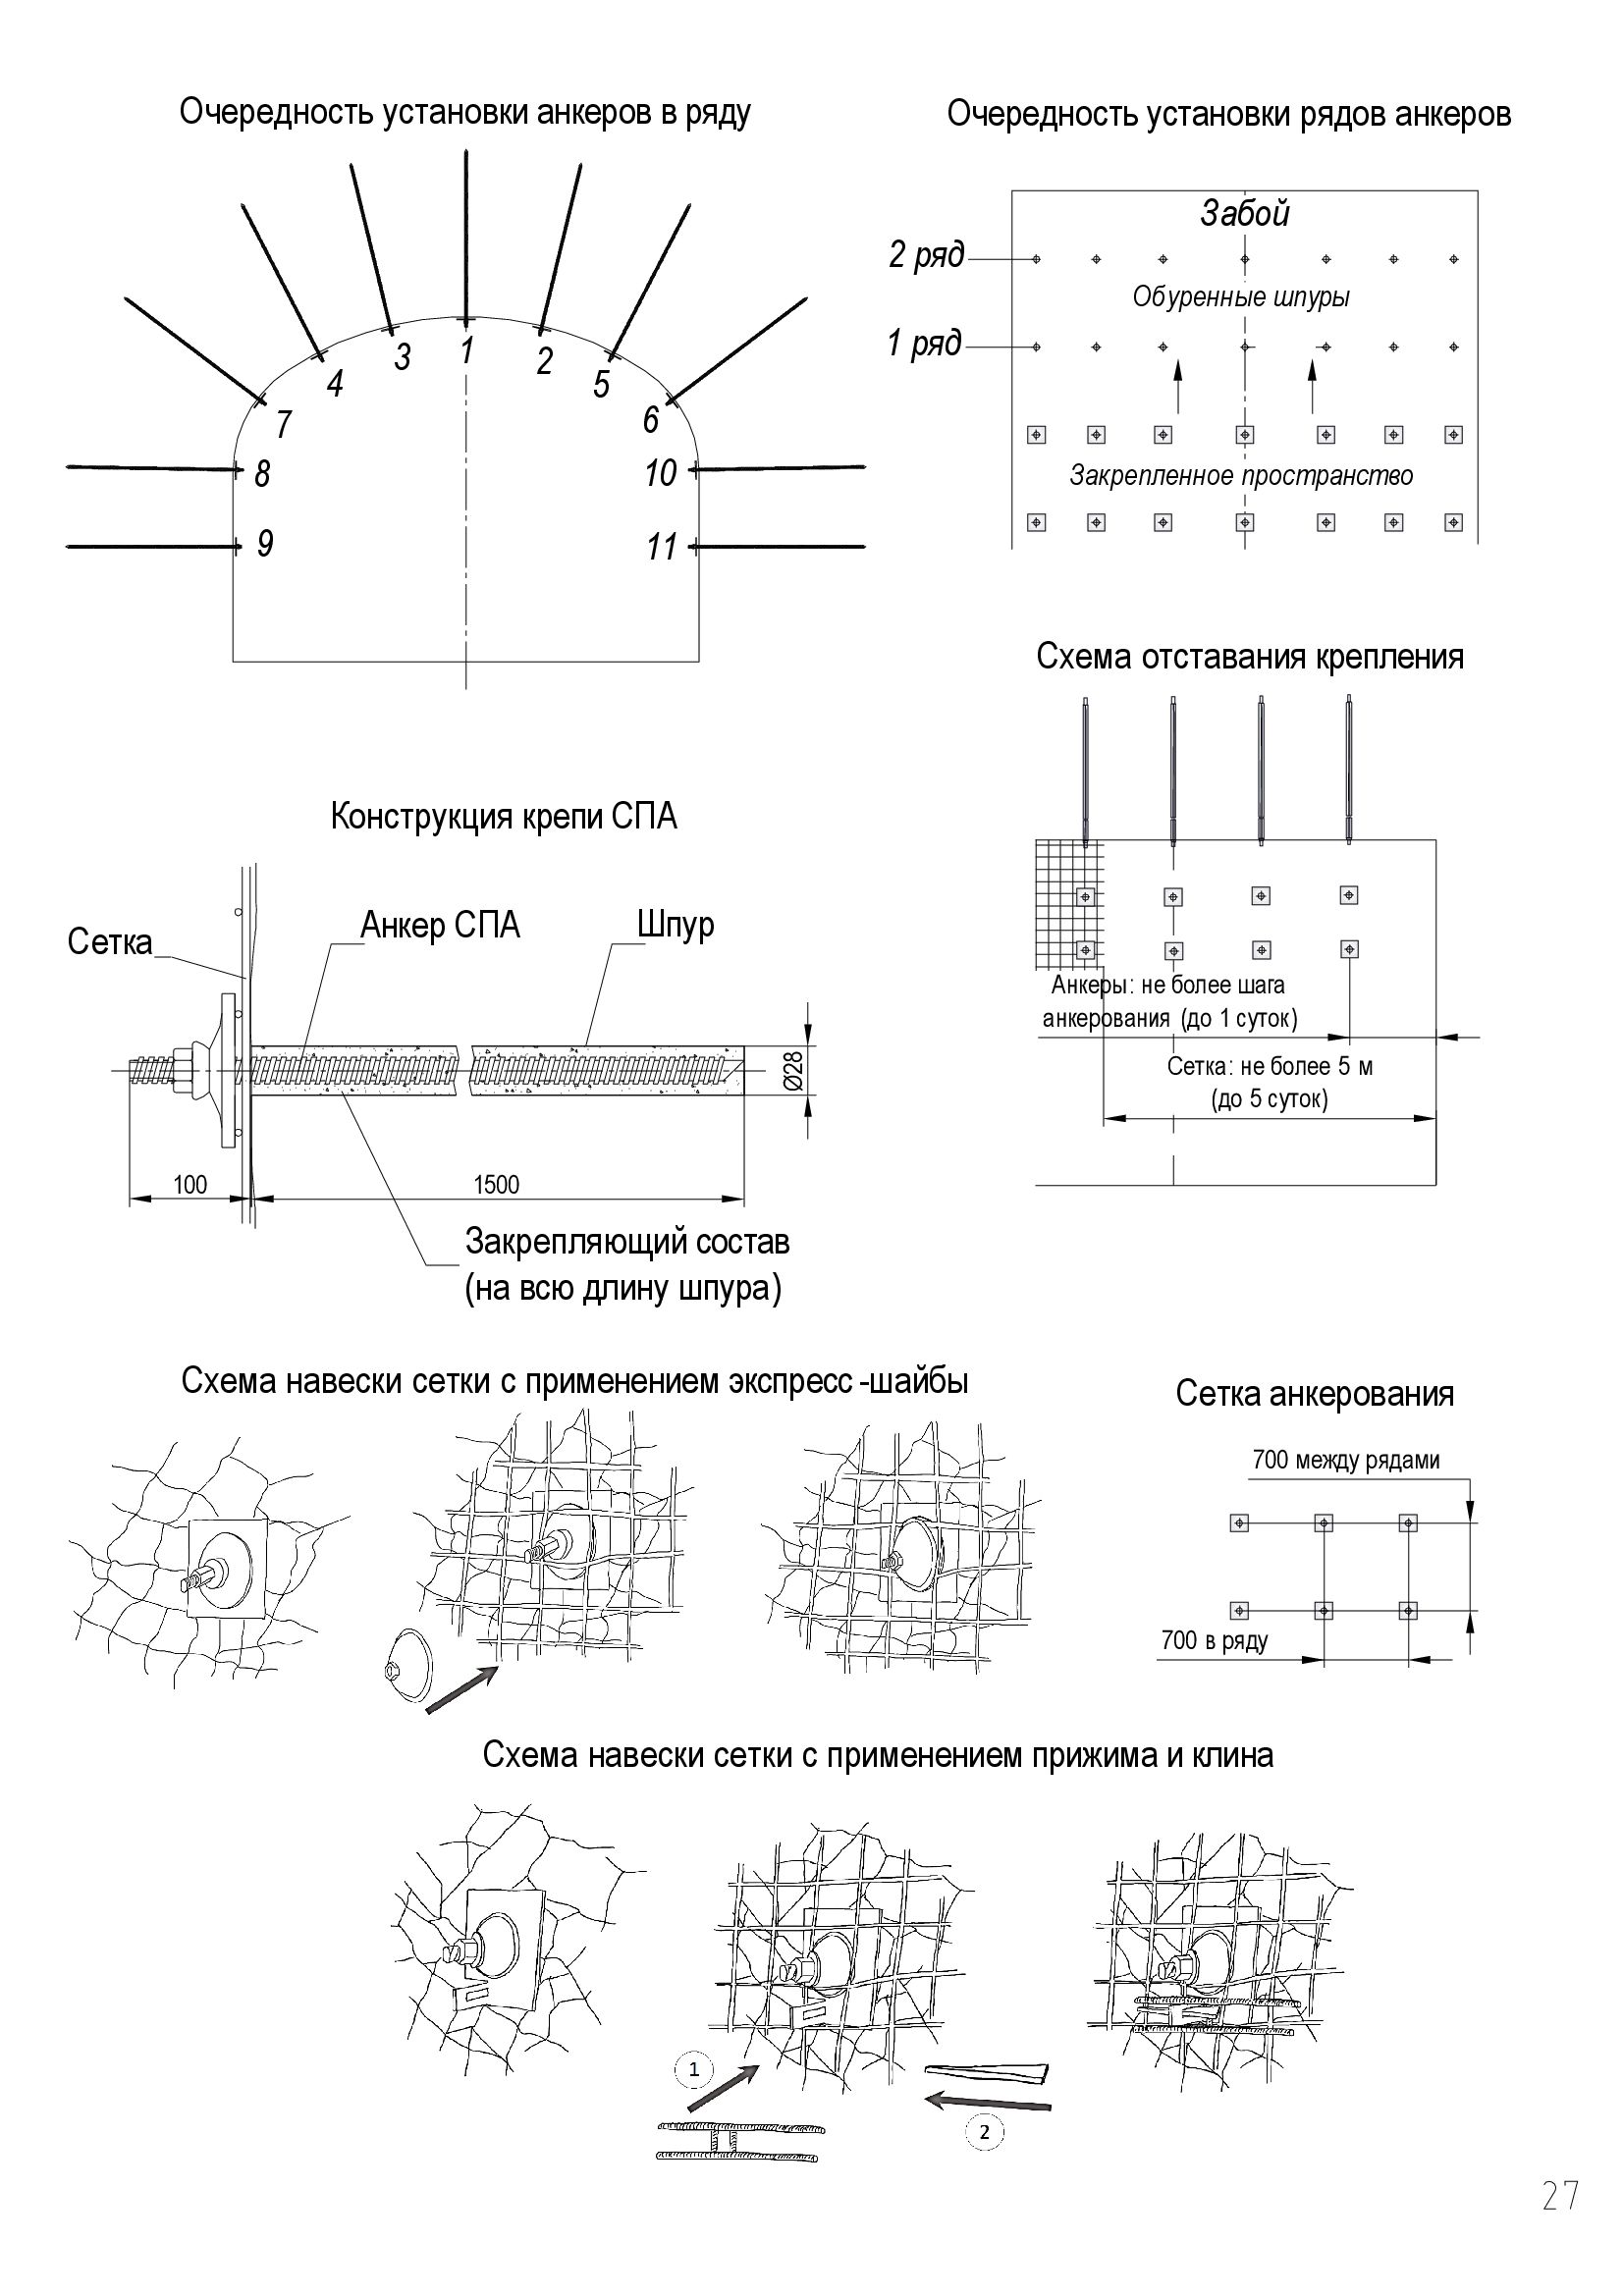 Очередность установки анкеров в ряду
1
2
3
4
5
6
7
8
9
10
11
Очередность установки рядов анкеров
Забой
2 ряд
Обуренные шпуры
1 ряд
Закрепленное пространство
Схема отставания крепления
Анкеры: не более шага
анкерования (до 1 суток)
Сетка: не более 5 м
(до 5 суток)
Конструкция крепи СПА
Сетка
Анкер СПА
Шпур
Ø28
100
1500
Закрепляющий состав
(на всю длину шпура)
Схема навески сетки с применением экспресс-шайбы
Сетка анкерования
700 между рядами
700 в ряду
Схема навески сетки с применением прижима и клина
1
2
27